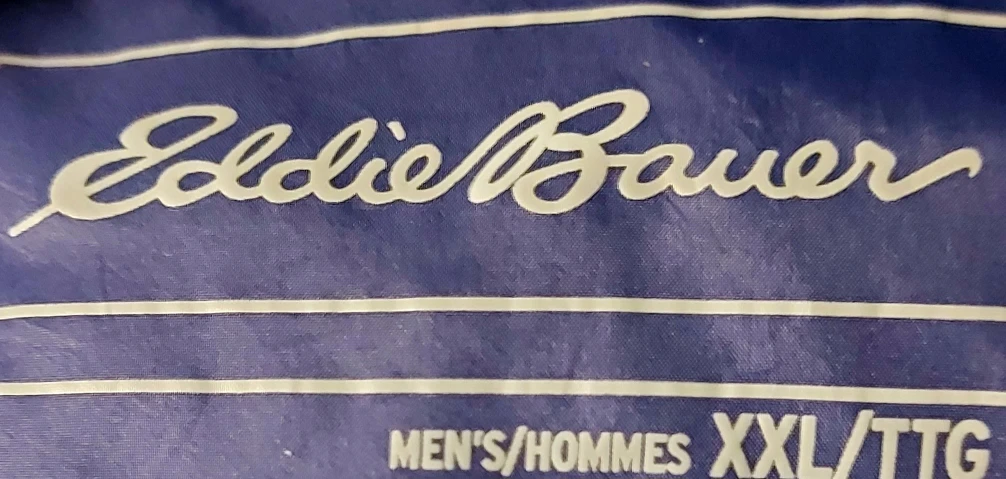 Eddie Bauer
MEN'S/HOMMES XXL/TTG